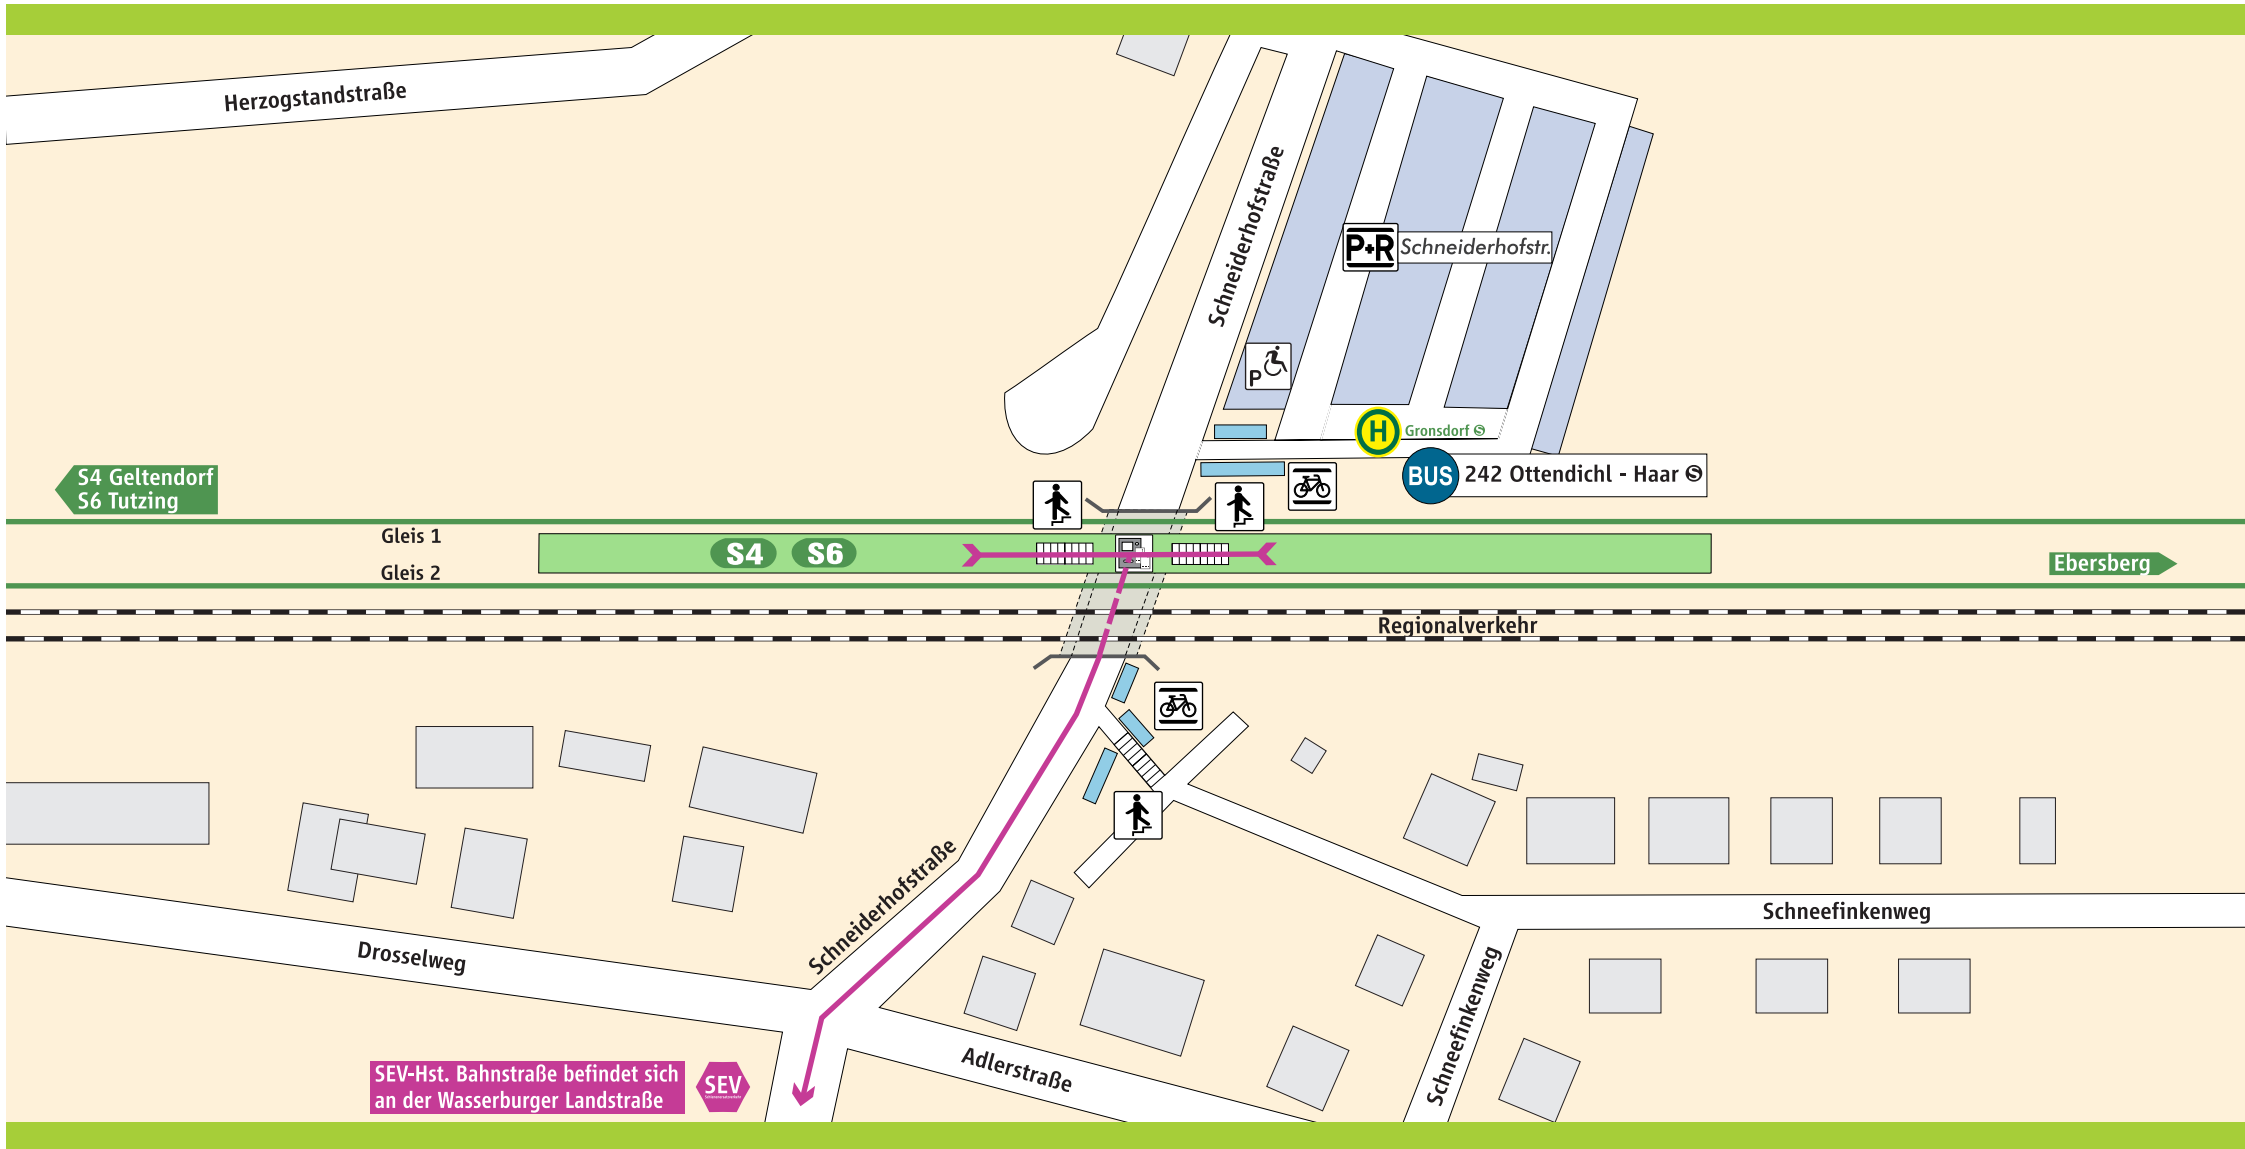 Herzogstandstraße
Schneiderhofstraße
P+R Schneiderhofstr.
P
H Gronsdorf S
BUS 242 Ottendichl - Haar S
S4 Geltendorf
S6 Tutzing
Gleis 1
S4 S6
Gleis 2
Ebersberg
Regionalverkehr
Schneiderhofstraße
Schneefinkenweg
Drosselweg
Schneefinkenweg
Adlerstraße
SEV-Hst. Bahnstraße befindet sich
an der Wasserburger Landstraße
SEV